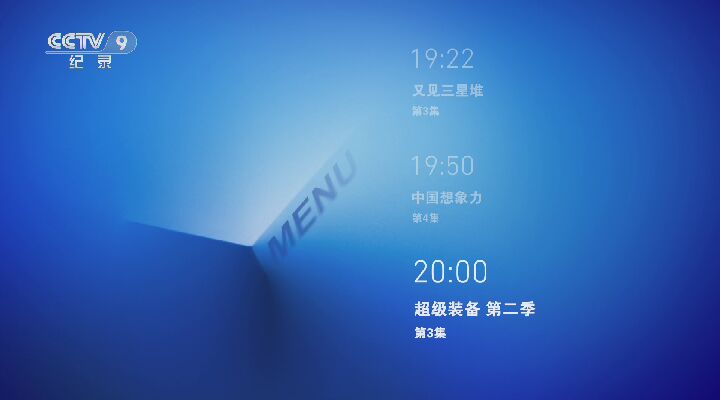 CCTV 9
纪录
MENU
19:22
又见三星堆
第3集
19:50
中国想象力
第4集
20:00
超级装备 第二季
第3集